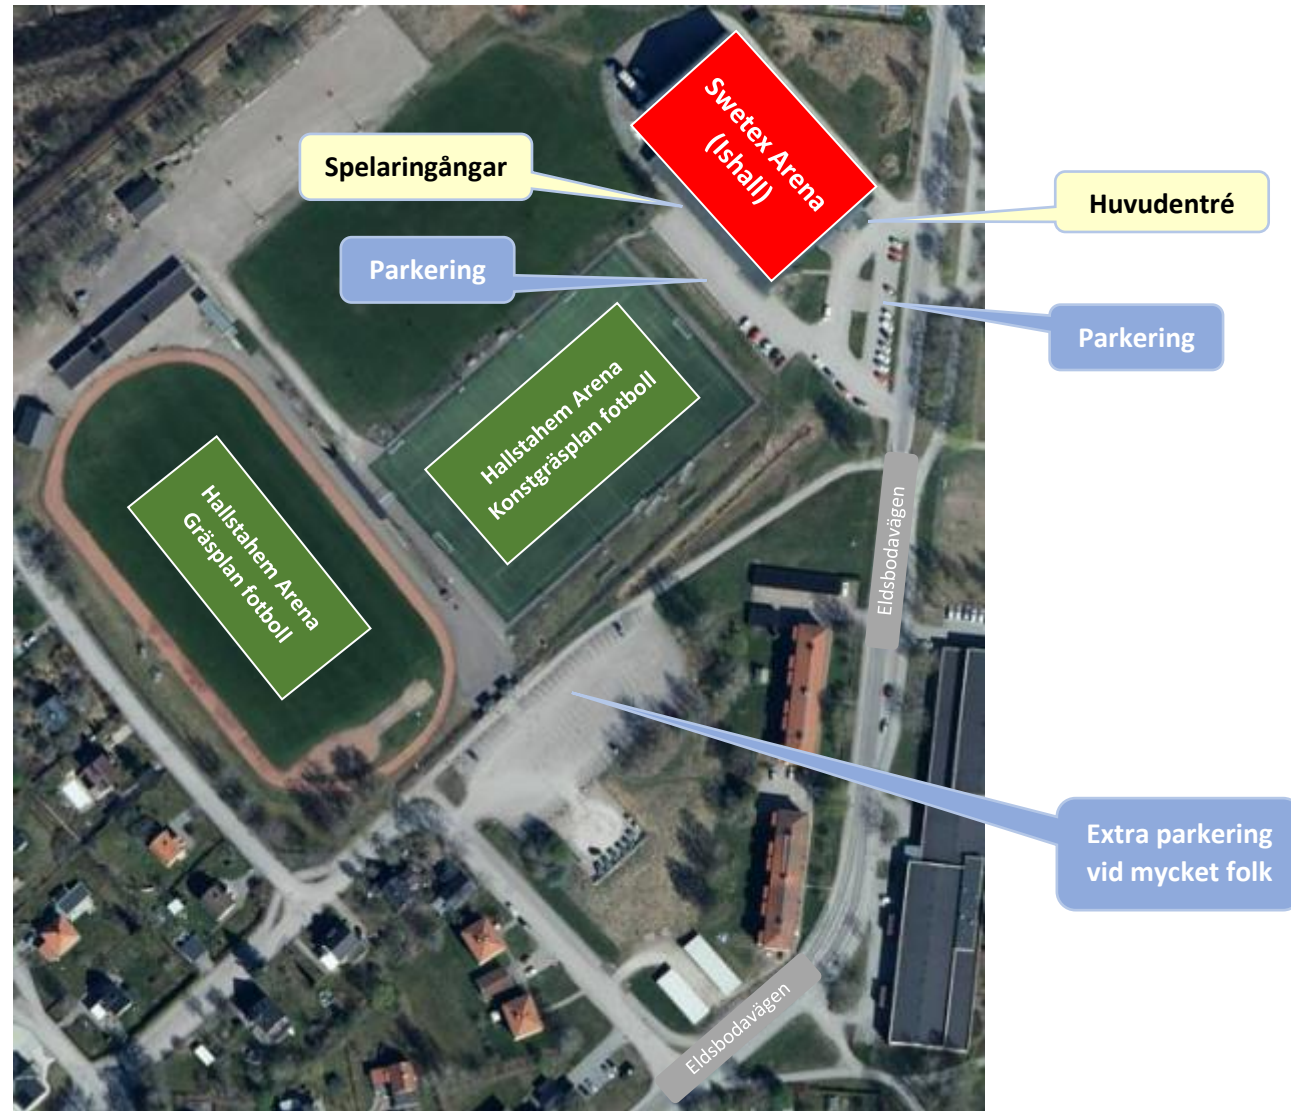 Swetex Arena
(Ishall)
Spelaringångar
Huvudentré
Parkering
Parkering
Hallstahem Arena
Konstgräsplan fotboll
Hallstahem Arena
Gräsplan fotboll
Eldsbodavägen
Extra parkering
vid mycket folk
Eldsbodavägen